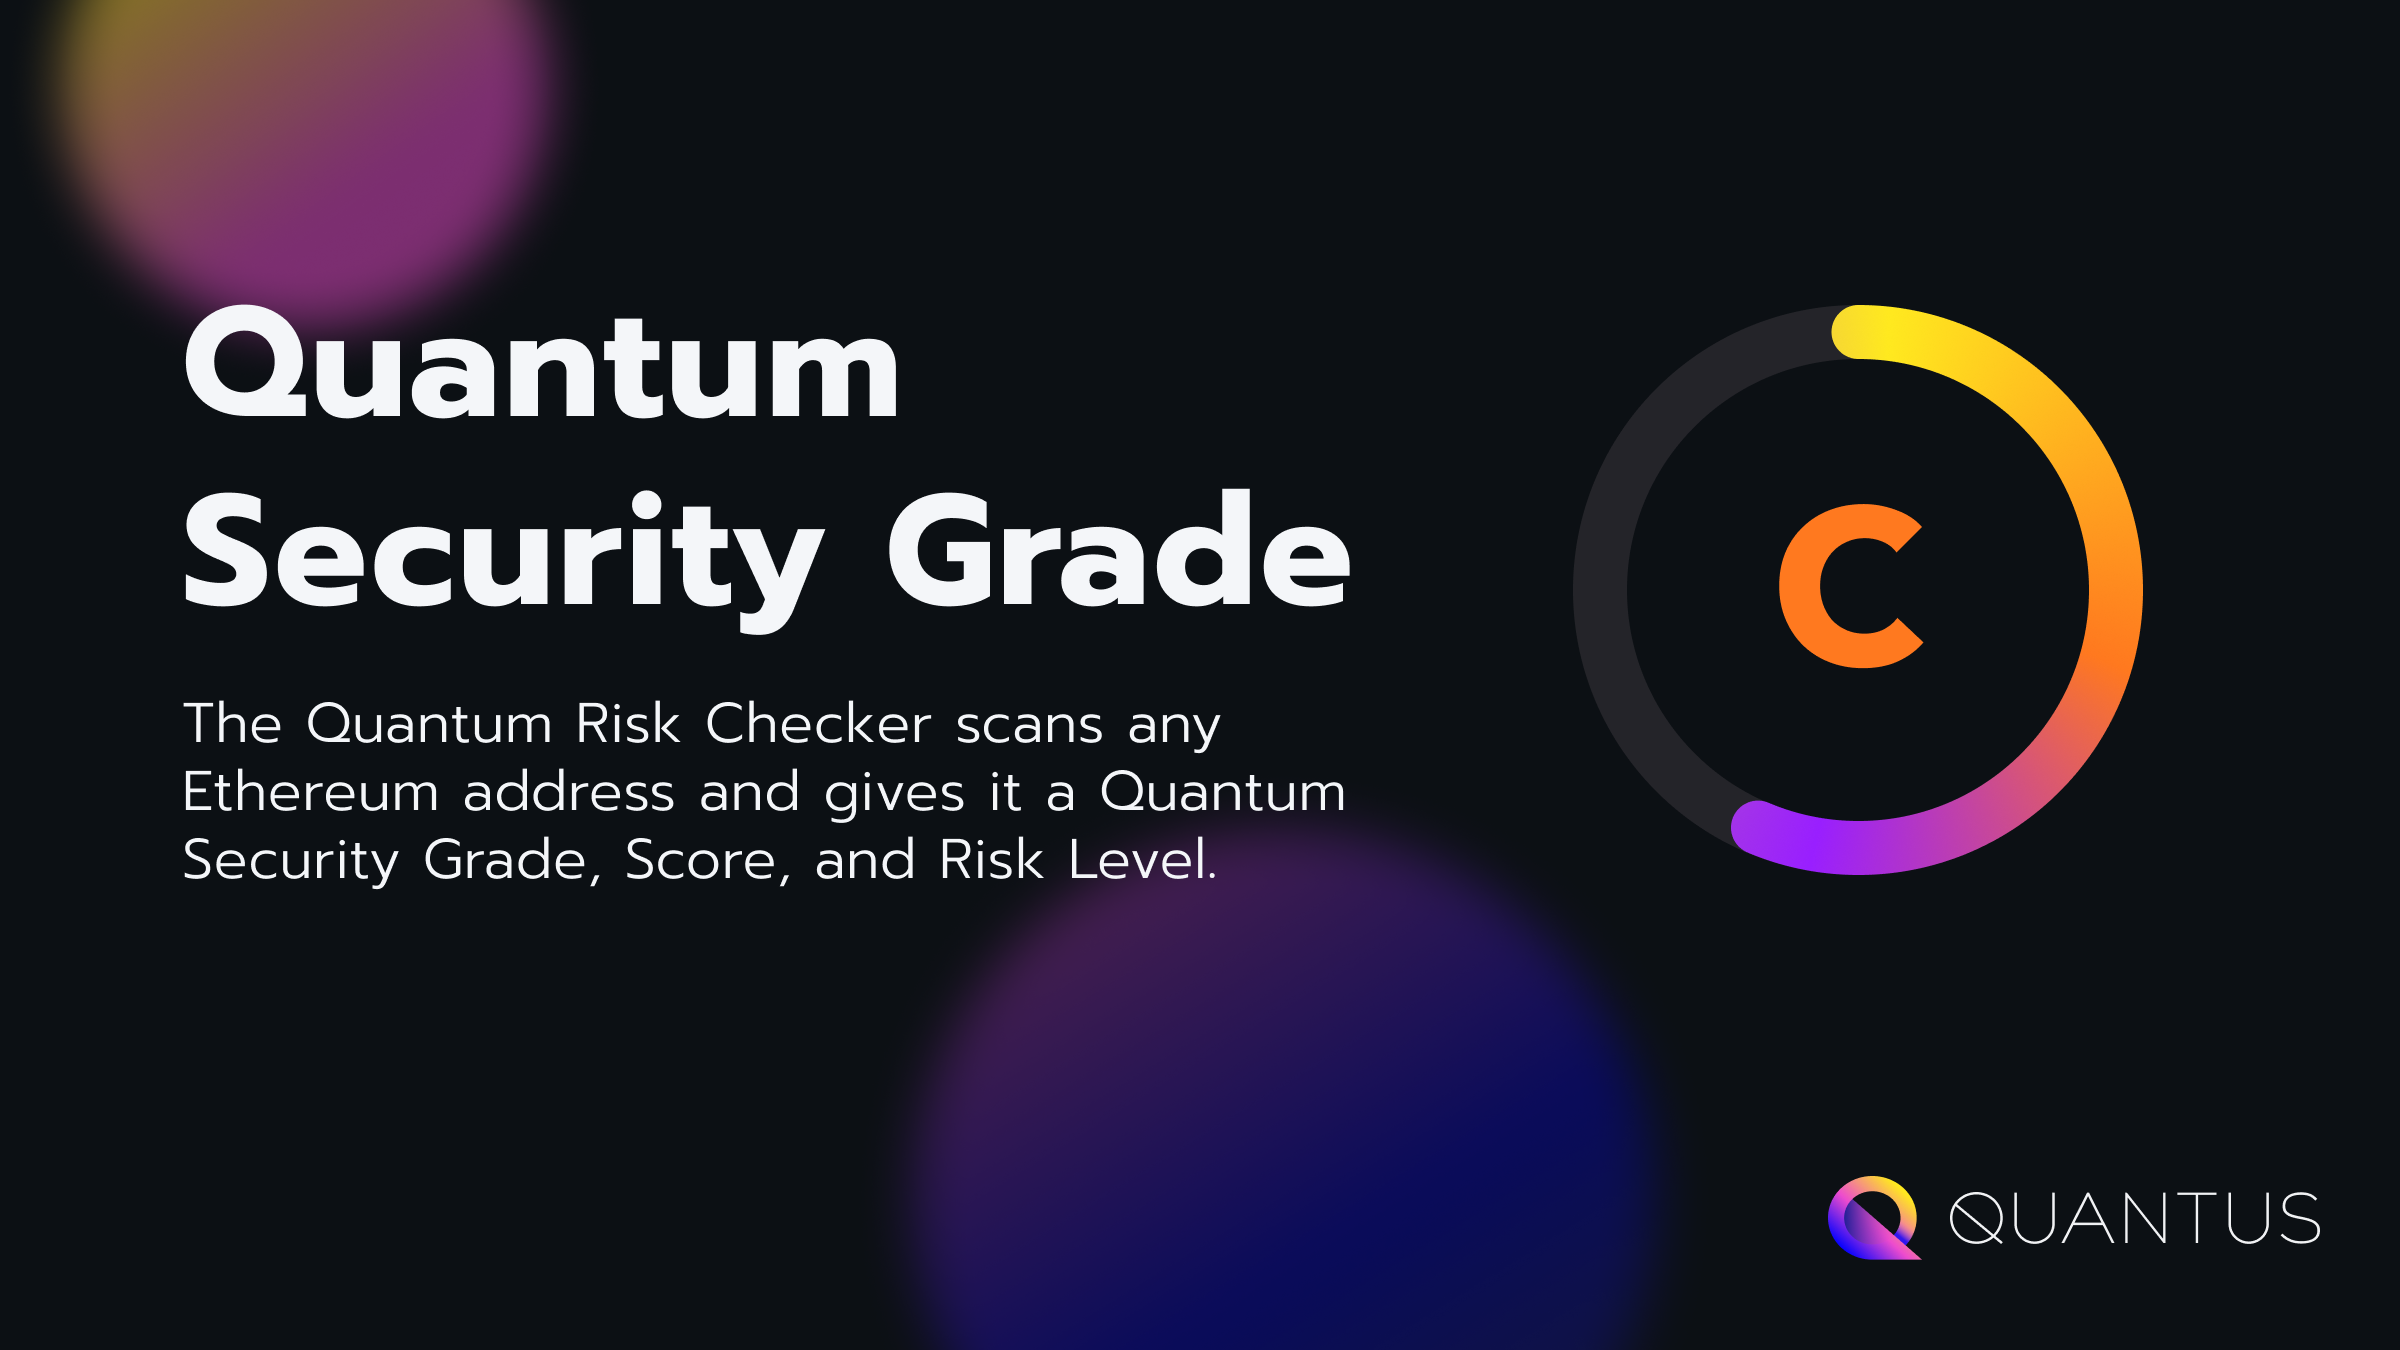 Quantum
Security Grade
The Quantum Risk Checker scans any
Ethereum address and gives it a Quantum
Security Grade, Score, and Risk Level.
C
QUANTUS